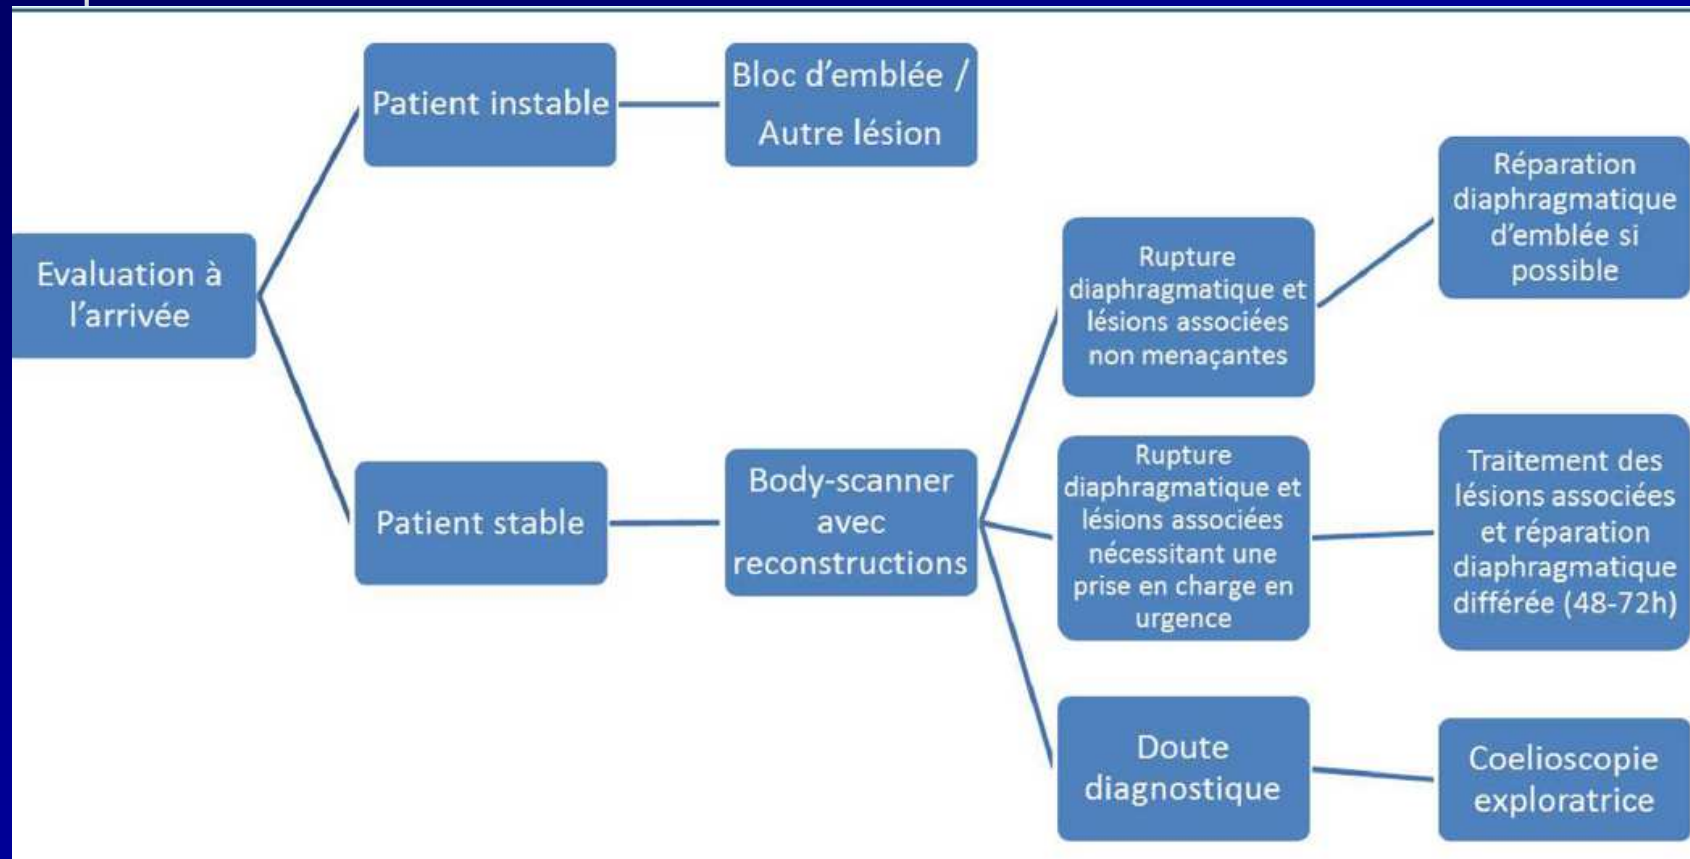 Evaluation à
l'arrivée
Patient instable
Bloc d'emblée /
Autre lésion
Patient stable
Body-scanner
avec
reconstructions
Rupture
diaphragmatique et
lésions associées
non menaçantes
Réparation
diaphragmatique
d'emblée si
possible
Rupture
diaphragmatique et
lésions associées
nécessitant une
prise en charge en
urgence
Traitement des
lésions associées
et réparation
diaphragmatique
différée (48-72h)
Doute
diagnostique
Coelioscopie
exploratrice